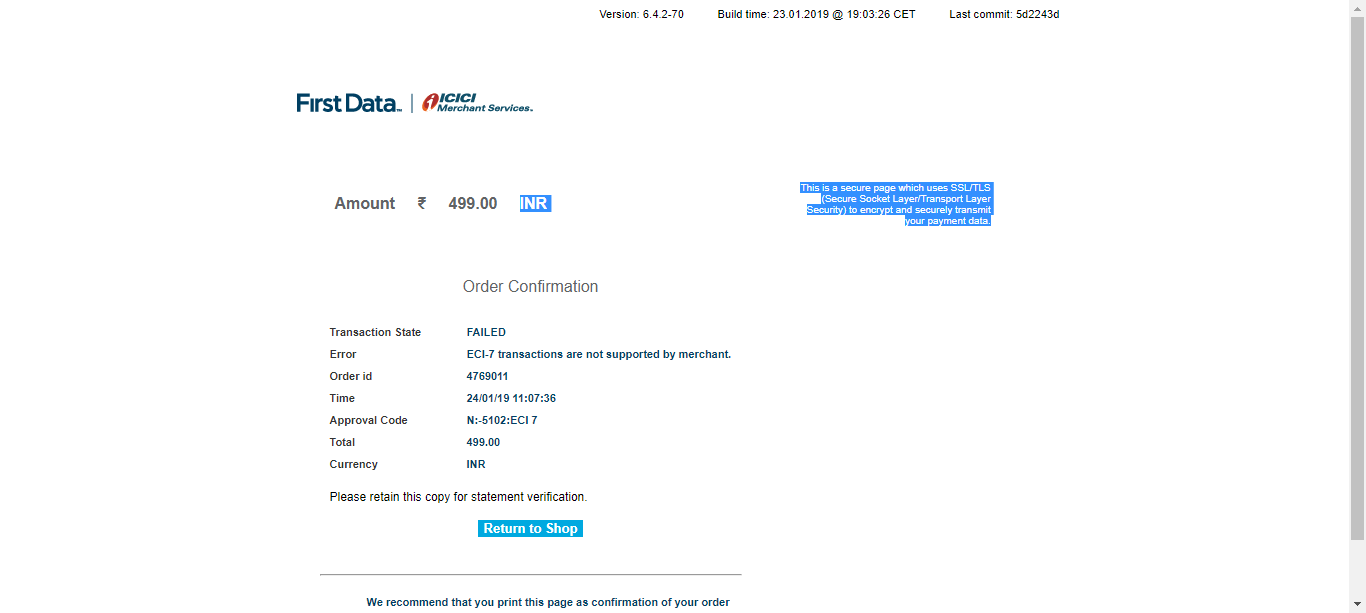 Version: 6.4.2-70 Build time: 23.01.2019 @ 19:03:26 CET Last commit: 5d2243d
First Data™ | ICICI
Merchant Services™
Amount ₹ 499.00 INR
This is a secure page which uses SSL/TLS
(Secure Socket Layer/Transport Layer
Security) to encrypt and securely transmit
your payment data.
Order Confirmation
Transaction State FAILED
Error ECI-7 transactions are not supported by merchant.
Order id 4769011
Time 24/01/19 11:07:36
Approval Code N:-5102:ECI 7
Total 499.00
Currency INR
Please retain this copy for statement verification.
Return to Shop
We recommend that you print this page as confirmation of your order